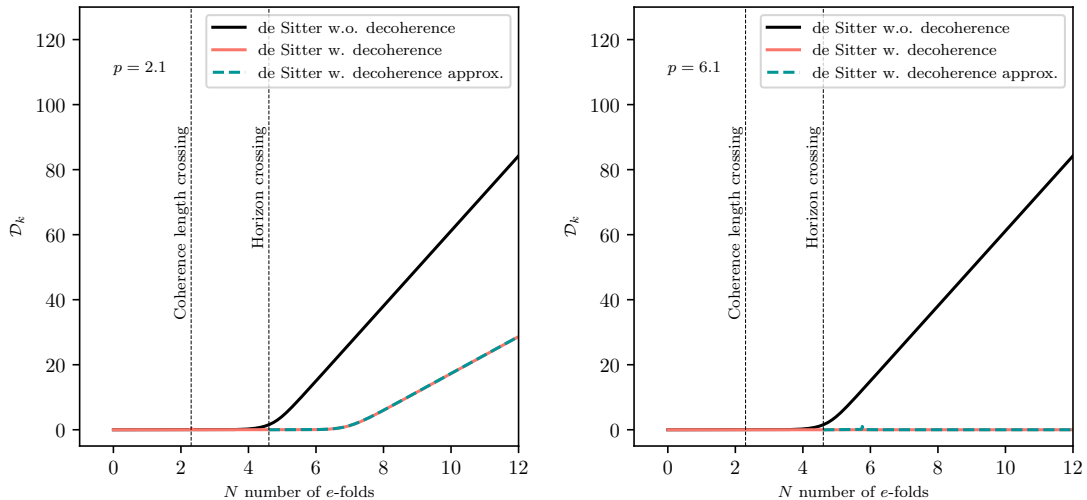 120
100
80
60
40
20
0
𝒟ₖ
p = 2.1
de Sitter w.o. decoherence
de Sitter w. decoherence
de Sitter w. decoherence approx.
Coherence length crossing
Horizon crossing
0 2 4 6 8 10 12
N number of e-folds
120
100
80
60
40
20
0
𝒟ₖ
p = 6.1
de Sitter w.o. decoherence
de Sitter w. decoherence
de Sitter w. decoherence approx.
Coherence length crossing
Horizon crossing
0 2 4 6 8 10 12
N number of e-folds